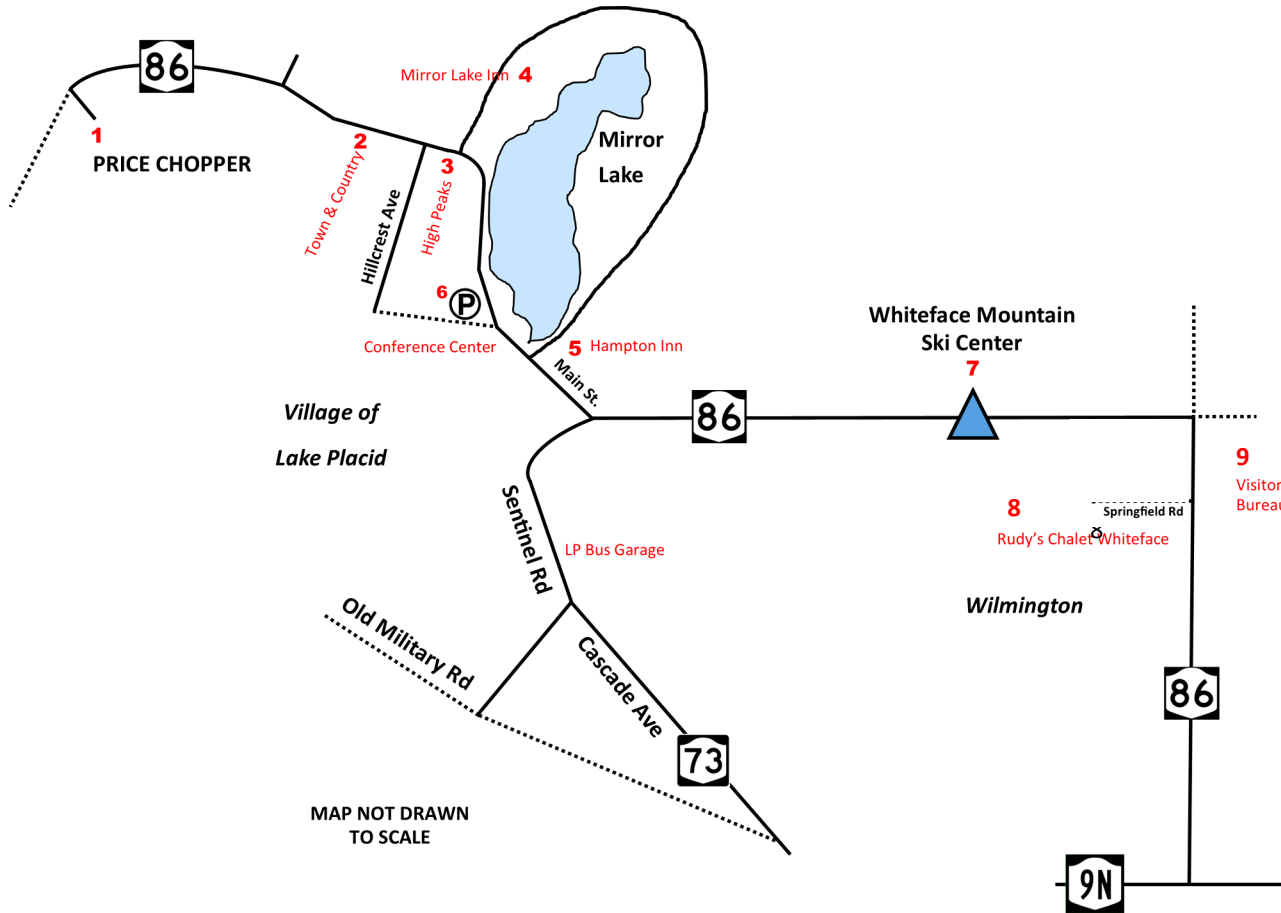 86
Mirror Lake Inn 4
1
PRICE CHOPPER
2
Town & Country
3
High Peaks
Hillcrest Ave
Mirror
Lake
6
P
Conference Center
5 Hampton Inn
Main St.
Whiteface Mountain
Ski Center
7
86
Village of
Lake Placid
9
Visitor
Bureau
8
Springfield Rd
Rudy's Chalet Whiteface
Sentinel Rd
LP Bus Garage
Wilmington
Old Military Rd
Cascade Ave
86
73
MAP NOT DRAWN
TO SCALE
9N